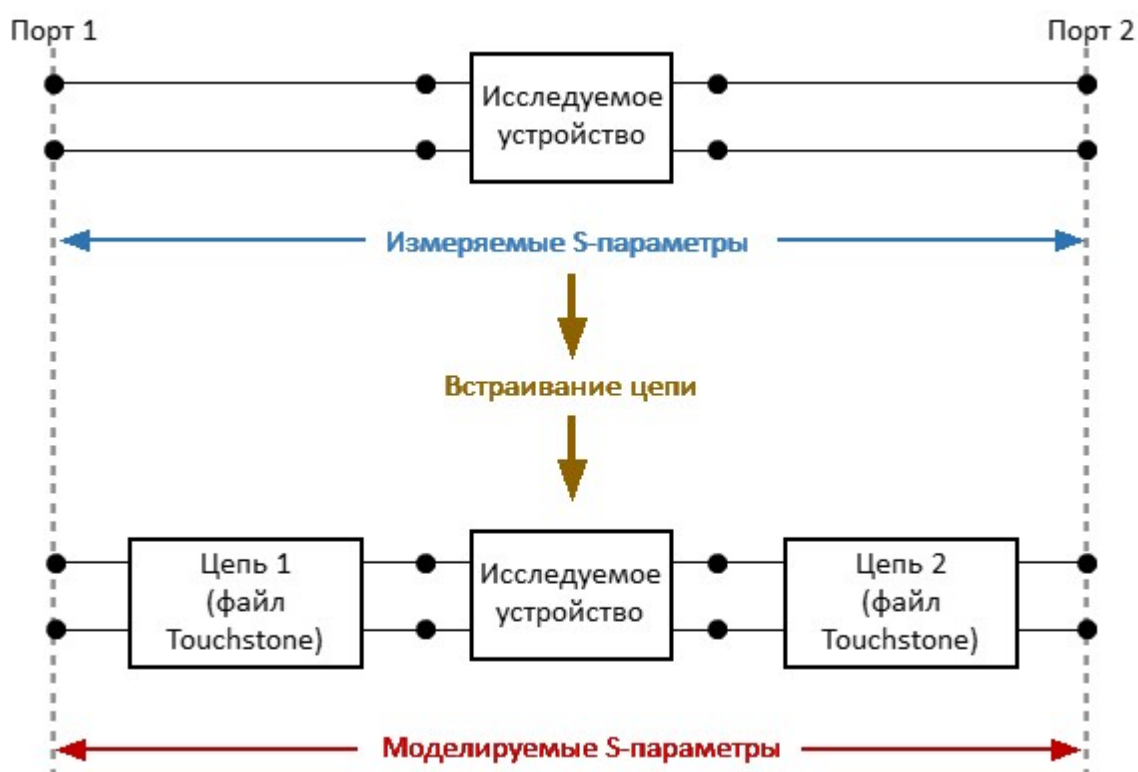 Порт 1
Порт 2
Исследуемое
устройство
Измеряемые S-параметры
Встраивание цепи
Цепь 1
(файл
Touchstone)
Исследуемое
устройство
Цепь 2
(файл
Touchstone)
Моделируемые S-параметры